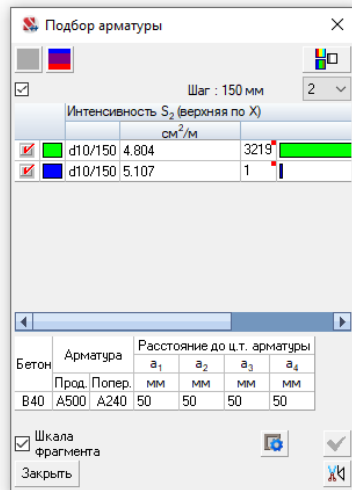 Подбор арматуры
Шаг : 150 мм
2
Интенсивность S2 (верхняя по X)
см2/м
d10/150 4.804 3219
d10/150 5.107 1
Бетон Арматура Расстояние до ц.т. арматуры
a1 a2 a3 a4
Прод. Попер. мм мм мм мм
B40 A500 A240 50 50 50 50
Шкала
фрагмента
Закрыть